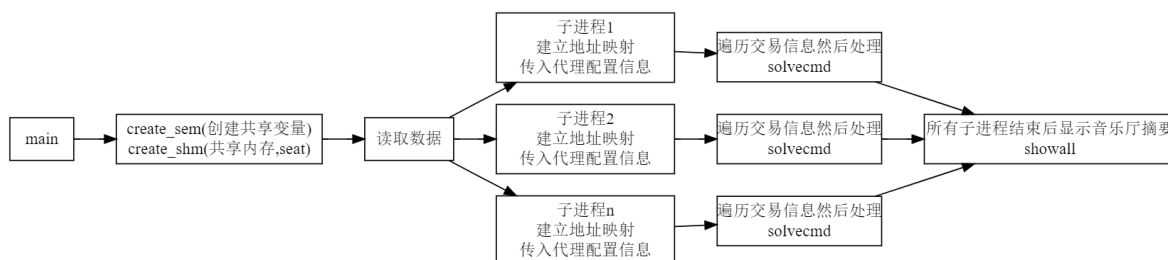 main
create_sem(创建共享变量)
create_shm(共享内存,seat)
读取数据
子进程1
建立地址映射
传入代理配置信息
遍历交易信息然后处理
solvecmd
子进程2
建立地址映射
传入代理配置信息
遍历交易信息然后处理
solvecmd
子进程n
建立地址映射
传入代理配置信息
遍历交易信息然后处理
solvecmd
所有子进程结束后显示音乐厅摘要
showall